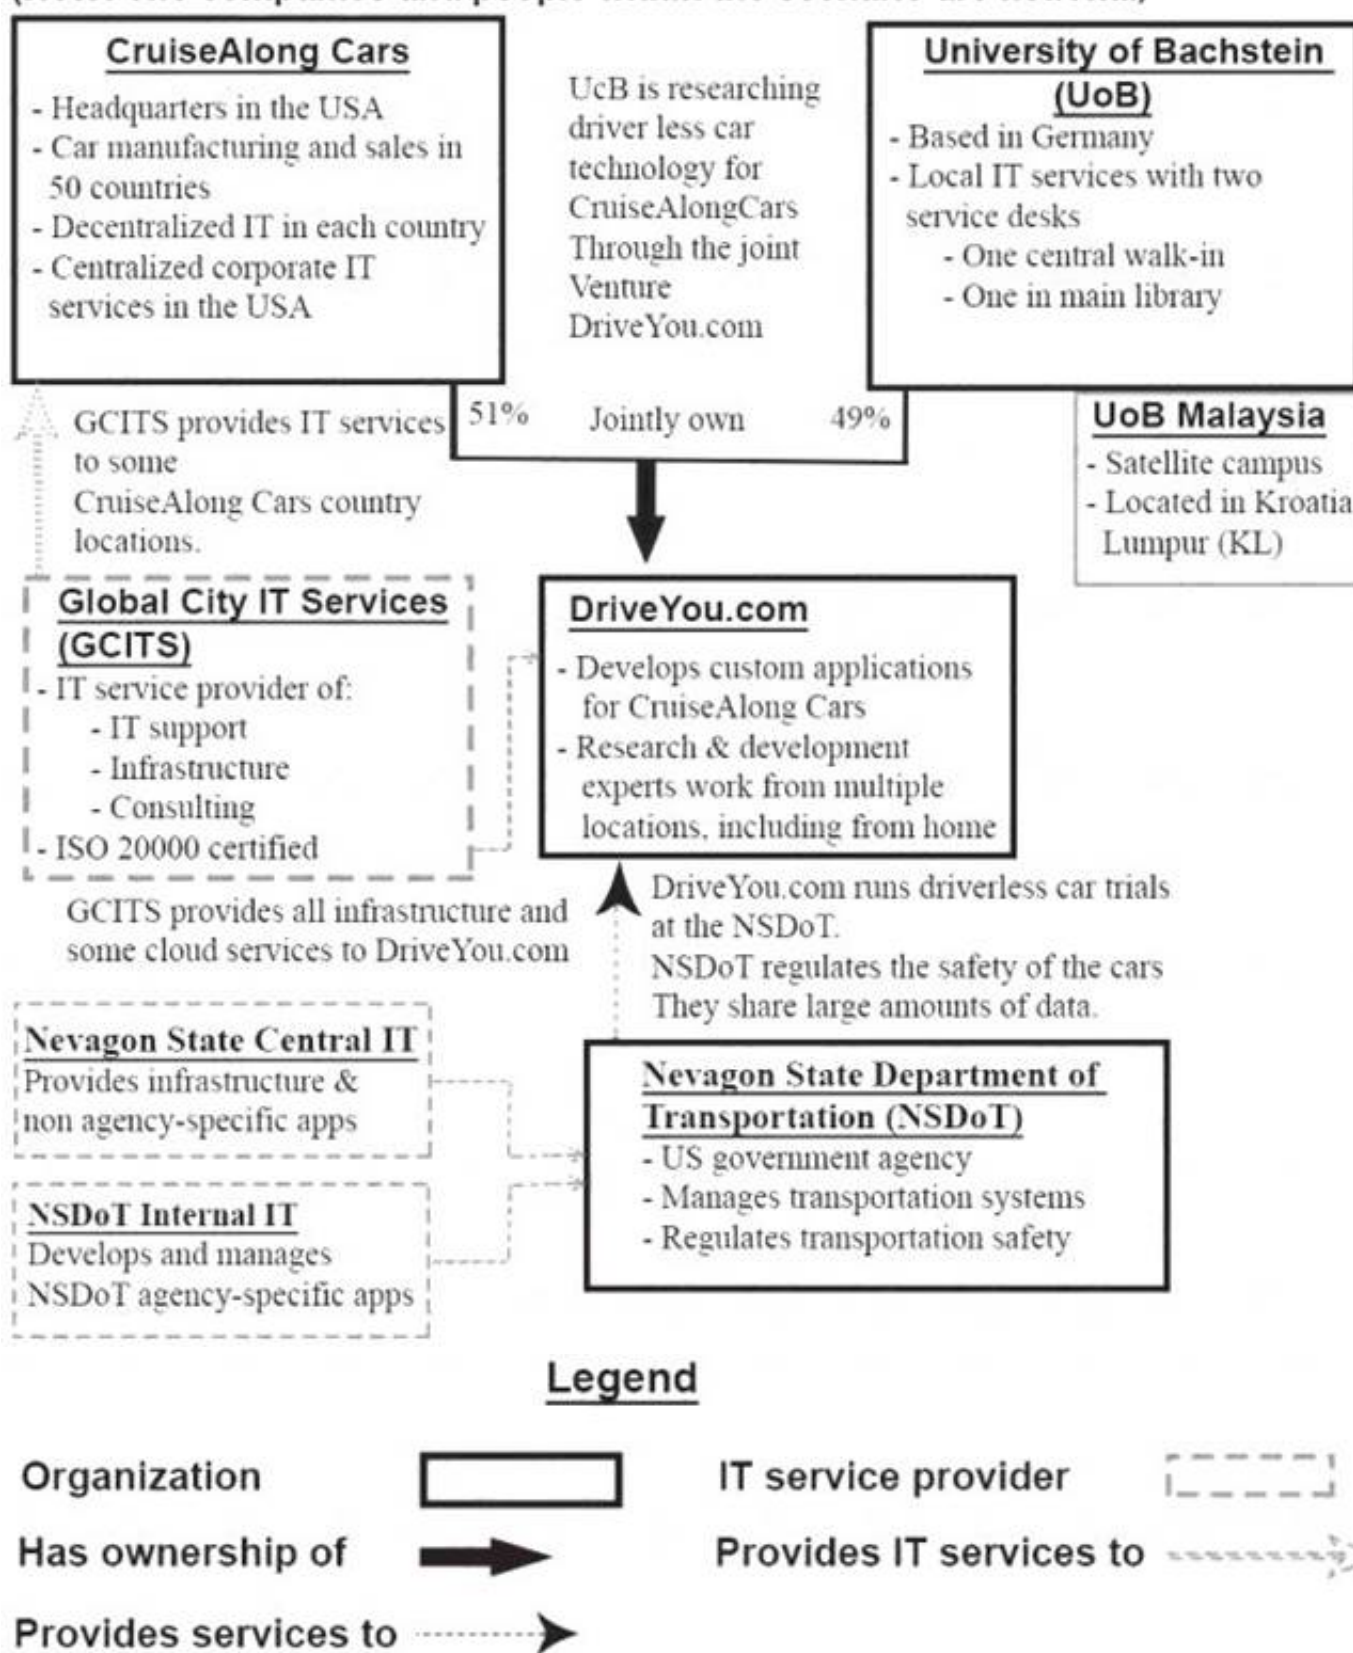 CruiseAlong Cars
- Headquarters in the USA
- Car manufacturing and sales in
50 countries
- Decentralized IT in each country
- Centralized corporate IT
services in the USA
UcB is researching
driver less car
technology for
CruiseAlongCars
Through the joint
Venture
DriveYou.com
University of Bachstein
(UoB)
- Based in Germany
- Local IT services with two
service desks
- One central walk-in
- One in main library
51% Jointly own 49%
UoB Malaysia
- Satellite campus
- Located in Kroatia
Lumpur (KL)
GCITS provides IT services
to some
CruiseAlong Cars country
locations.
Global City IT Services
(GCITS)
- IT service provider of:
- IT support
- Infrastructure
- Consulting
- ISO 20000 certified
DriveYou.com
- Develops custom applications
for CruiseAlong Cars
- Research & development
experts work from multiple
locations, including from home
GCITS provides all infrastructure and
some cloud services to DriveYou.com
DriveYou.com runs driverless car trials
at the NSDoT.
NSDoT regulates the safety of the cars
They share large amounts of data.
Nevagon State Central IT
Provides infrastructure &
non agency-specific apps
NSDoT Internal IT
Develops and manages
NSDoT agency-specific apps
Nevagon State Department of
Transportation (NSDoT)
- US government agency
- Manages transportation systems
- Regulates transportation safety
Legend
Organization
IT service provider
Has ownership of
Provides IT services to
Provides services to